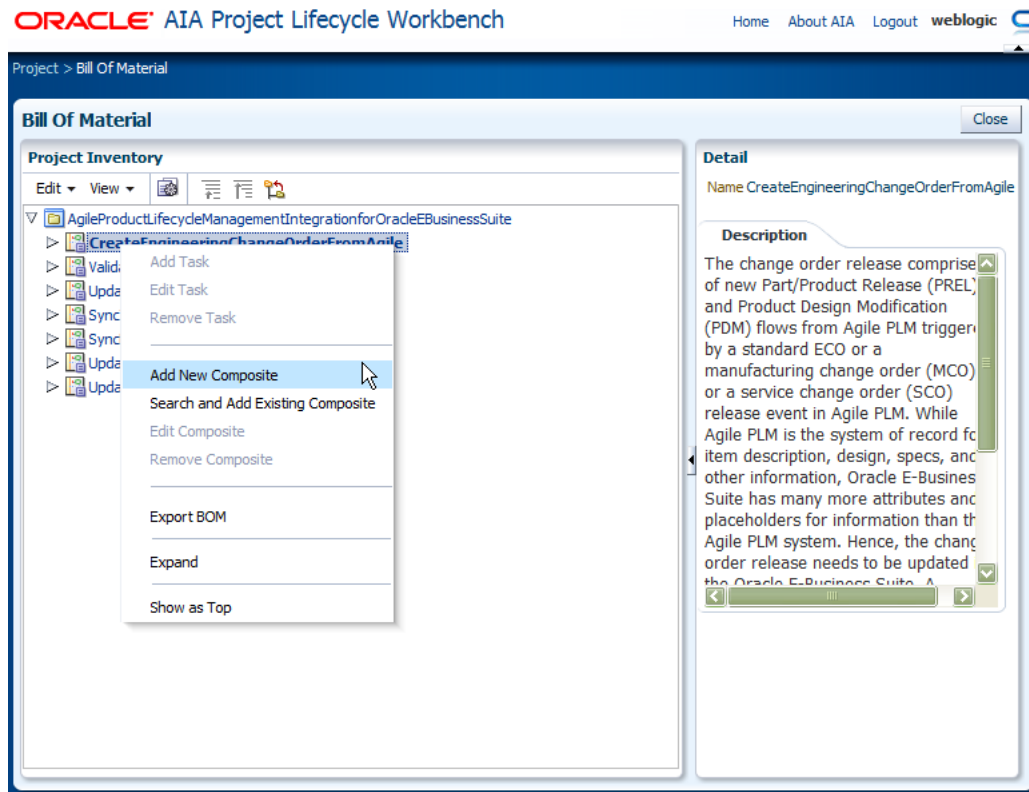 ORACLE AIA Project Lifecycle Workbench
Home About AIA Logout weblogic
Project > Bill Of Material
Bill Of Material
Close
Project Inventory
Edit View
AgileProductLifecycleManagementIntegrationforOracleEBusinessSuite
CreateEngineeringChangeOrderFromAgile
Valid
Upda
Sync
Sync
Upda
Upda
Add Task
Edit Task
Remove Task
Add New Composite
Search and Add Existing Composite
Edit Composite
Remove Composite
Export BOM
Expand
Show as Top
Detail
Name CreateEngineeringChangeOrderFromAgile
Description
The change order release comprise
of new Part/Product Release (PREL)
and Product Design Modification
(PDM) flows from Agile PLM triggere
by a standard ECO or a
manufacturing change order (MCO)
or a service change order (SCO)
release event in Agile PLM. While
Agile PLM is the system of record fo
item description, design, specs, and
other information, Oracle E-Busines
Suite has many more attributes and
placeholders for information than th
Agile PLM system. Hence, the chang
order release needs to be updated
the Oracle E-Business Suite. A